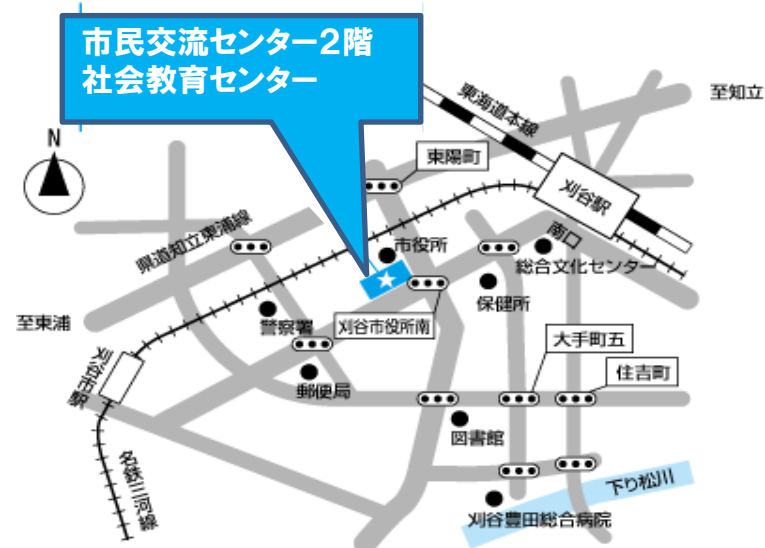 市民交流センター２階
社会教育センター
至知立
東海道本線
N
東陽町
刈谷駅
県道知立東浦線
南口
市役所
総合文化センター
保健所
至東浦
警察署
刈谷市役所南
大手町五
刈谷市駅
郵便局
住吉町
図書館
名鉄三河線
下り松川
刈谷豊田総合病院